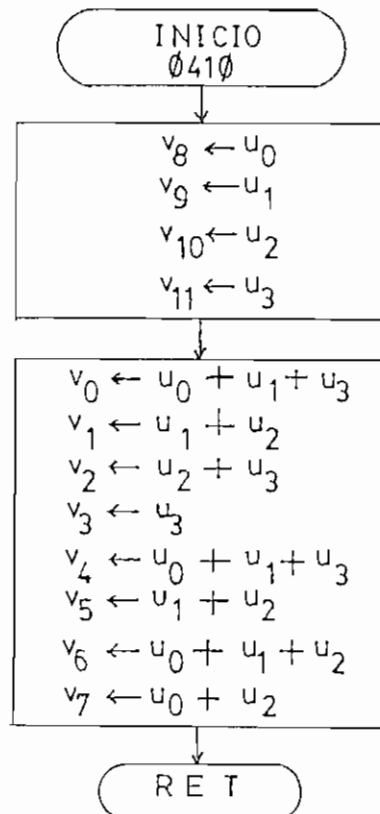 INICIO
Ø41Ø
v8 ← u0
v9 ← u1
v10 ← u2
v11 ← u3
v0 ← u0 + u1 + u3
v1 ← u1 + u2
v2 ← u2 + u3
v3 ← u3
v4 ← u0 + u1 + u3
v5 ← u1 + u2
v6 ← u0 + u1 + u2
v7 ← u0 + u2
RET